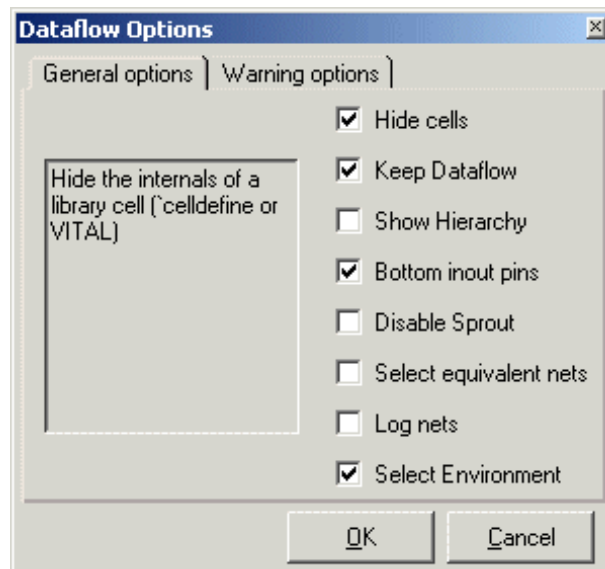 Dataflow Options
General options
Warning options
Hide the internals of a
library cell (`celldefine or
VITAL)
Hide cells
Keep Dataflow
Show Hierarchy
Bottom inout pins
Disable Sprout
Select equivalent nets
Log nets
Select Environment
OK
Cancel